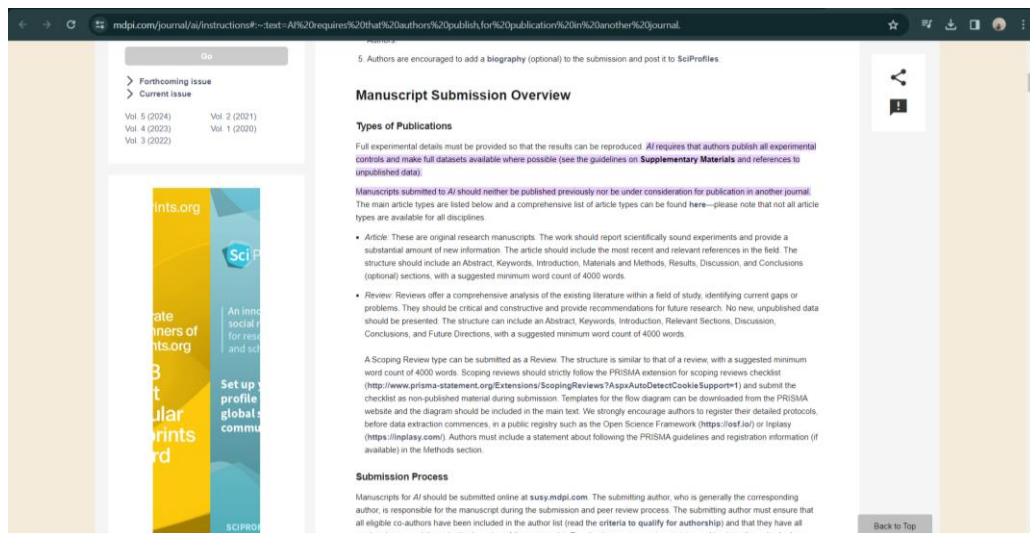 mdpi.com/journal/ai/instructions#:~:text=AI%20requires%20that%20authors%20publish,for%20publication%20in%20another%20journal.
Go
Forthcoming issue
Current issue
Vol. 5 (2024) Vol. 2 (2021)
Vol. 4 (2023) Vol. 1 (2020)
Vol. 3 (2022)
5. Authors are encouraged to add a biography (optional) to the submission and post it to SciProfiles.
Manuscript Submission Overview
Types of Publications
Full experimental details must be provided so that the results can be reproduced. AI requires that authors publish all experimental
controls and make full datasets available where possible (see the guidelines on Supplementary Materials and references to
unpublished data).
Manuscripts submitted to AI should neither be published previously nor be under consideration for publication in another journal.
The main article types are listed below and a comprehensive list of article types can be found here—please note that not all article
types are available for all disciplines.
• Article: These are original research manuscripts. The work should report scientifically sound experiments and provide a
substantial amount of new information. The article should include the most recent and relevant references in the field. The
structure should include an Abstract, Keywords, Introduction, Materials and Methods, Results, Discussion, and Conclusions
(optional) sections, with a suggested minimum word count of 4000 words.
• Review: Reviews offer a comprehensive analysis of the existing literature within a field of study, identifying current gaps or
problems. They should be critical and constructive and provide recommendations for future research. No new, unpublished data
should be presented. The structure can include an Abstract, Keywords, Introduction, Relevant Sections, Discussion,
Conclusions, and Future Directions, with a suggested minimum word count of 4000 words.
A Scoping Review type can be submitted as a Review. The structure is similar to that of a review, with a suggested minimum
word count of 4000 words. Scoping reviews should strictly follow the PRISMA extension for scoping reviews checklist
(http://www.prisma-statement.org/Extensions/ScopingReviews?AspxAutoDetectCookieSupport=1) and submit the
checklist as non-published material during submission. Templates for the flow diagram can be downloaded from the PRISMA
website and the diagram should be included in the main text. We strongly encourage authors to register their detailed protocols,
before data extraction commences, in a public registry such as the Open Science Framework (https://osf.io/) or Inplasy
(https://inplasy.com/). Authors must include a statement about following the PRISMA guidelines and registration information (if
available) in the Methods section.
Submission Process
Manuscripts for AI should be submitted online at susy.mdpi.com. The submitting author, who is generally the corresponding
author, is responsible for the manuscript during the submission and peer review process. The submitting author must ensure that
all eligible co-authors have been included in the author list (read the criteria to qualify for authorship) and that they have all
ints.org
rate
nners of
nts.org
3
t
ular
prints
rd
Sci P
An inno
social n
for rese
and sch
Set up y
profile
global s
commu
SCIPROF
Back to Top